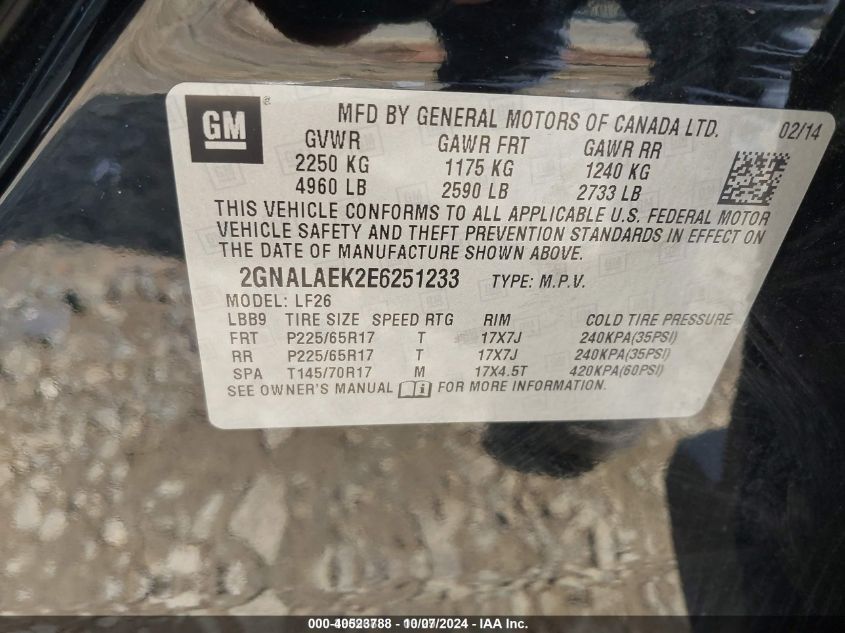 GM
MFD BY GENERAL MOTORS OF CANADA LTD. 02/14
GVWR GAWR FRT GAWR RR
2250 KG 1175 KG 1240 KG
4960 LB 2590 LB 2733 LB
THIS VEHICLE CONFORMS TO ALL APPLICABLE U.S. FEDERAL MOTOR
VEHICLE SAFETY AND THEFT PREVENTION STANDARDS IN EFFECT ON
THE DATE OF MANUFACTURE SHOWN ABOVE.
2GNALAEK2E6251233 TYPE: M.P.V.
MODEL: LF26
LBB9 TIRE SIZE SPEED RTG RIM COLD TIRE PRESSURE
FRT P225/65R17 T 17X7J 240KPA(35PSI)
RR P225/65R17 T 17X7J 240KPA(35PSI)
SPA T145/70R17 M 17X4.5T 420KPA(60PSI)
SEE OWNER'S MANUAL FOR MORE INFORMATION.
000-40523788 - 10/07/2024 - IAA Inc.